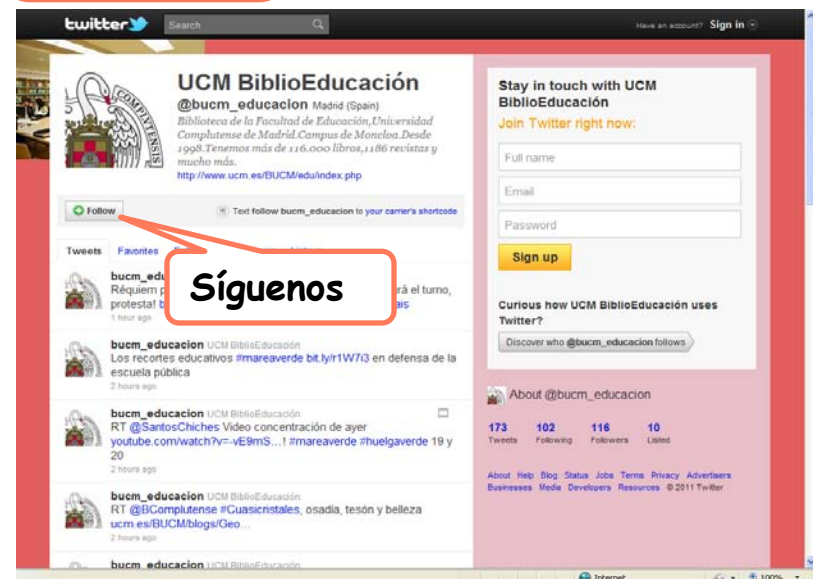 twitter
Search
Have an account? Sign in
UCM BiblioEducación
@bucm_educacion Madrid (Spain)
Biblioteca de la Facultad de Educación,Universidad
Complutense de Madrid.Campus de Moncloa.Desde
1998.Tenemos más de 116.000 libros,1186 revistas y
mucho más.
http://www.ucm.es/BUCM/edu/index.php
Follow
Text follow bucm_educacion to your carrier's shortcode
Tweets Favorites
Síguenos
bucm_edu
Réquiem p
rá el turno,
protesta! b
ais
1 hour ago
bucm_educacion UCM BiblioEducación
Los recortes educativos #mareaverde bit.ly/r1W7i3 en defensa de la
escuela pública
2 hours ago
bucm_educacion UCM BiblioEducación
RT @SantosChiches Video concentración de ayer
youtube.com/watch?v=-vE9mS...! #mareaverde #huelgaverde 19 y
20
2 hours ago
bucm_educacion UCM BiblioEducación
RT @BComplutense #Cuasicristales, osadia, tesón y belleza
ucm.es/BUCM/blogs/Geo...
2 hours ago
bucm_educacion UCM BiblioEducación
Stay in touch with UCM
BiblioEducación
Join Twitter right now:
Full name
Email
Password
Sign up
Curious how UCM BiblioEducación uses
Twitter?
Discover who @bucm_educacion follows
About @bucm_educacion
173 102 116 10
Tweets Following Followers Listed
About Help Blog Status Jobs Terms Privacy Advertisers
Businesses Media Developers Resources © 2011 Twitter
Internet
100%